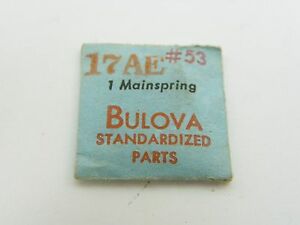 17AE #53
1 Mainspring
BULOVA
STANDARDIZED
PARTS